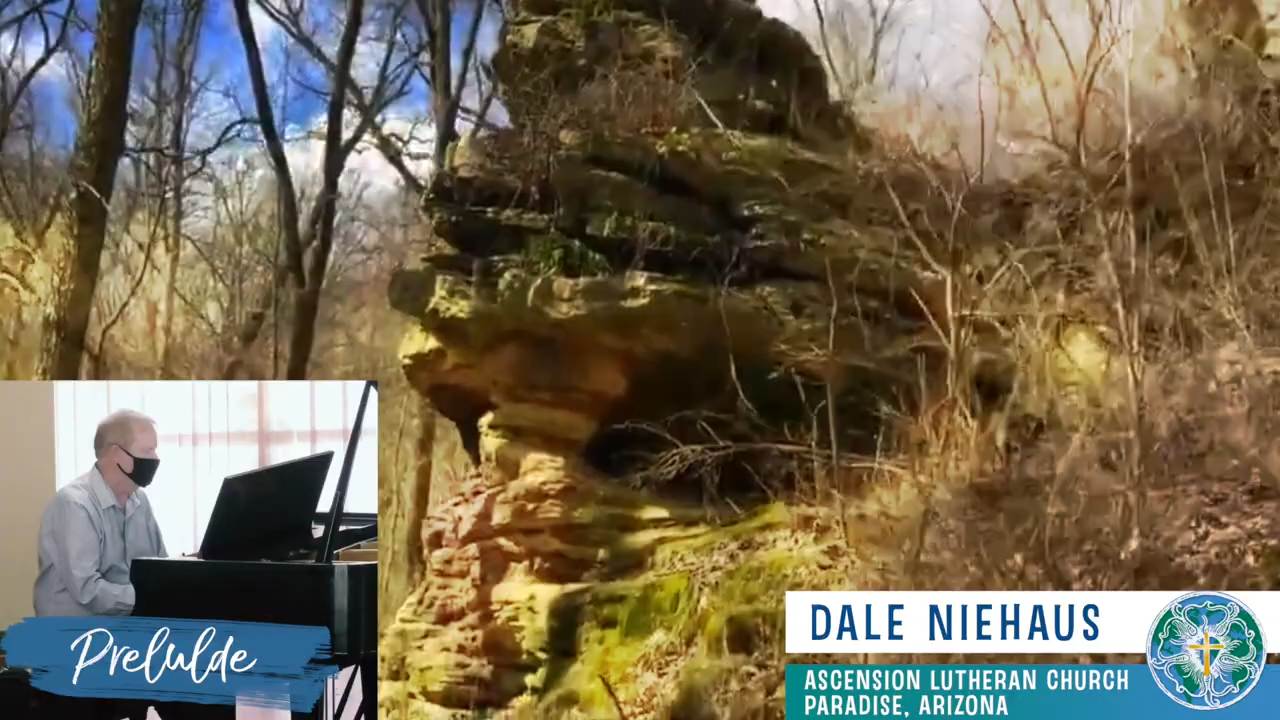 Prelulde
DALE NIEHAUS
ASCENSION LUTHERAN CHURCH
PARADISE, ARIZONA